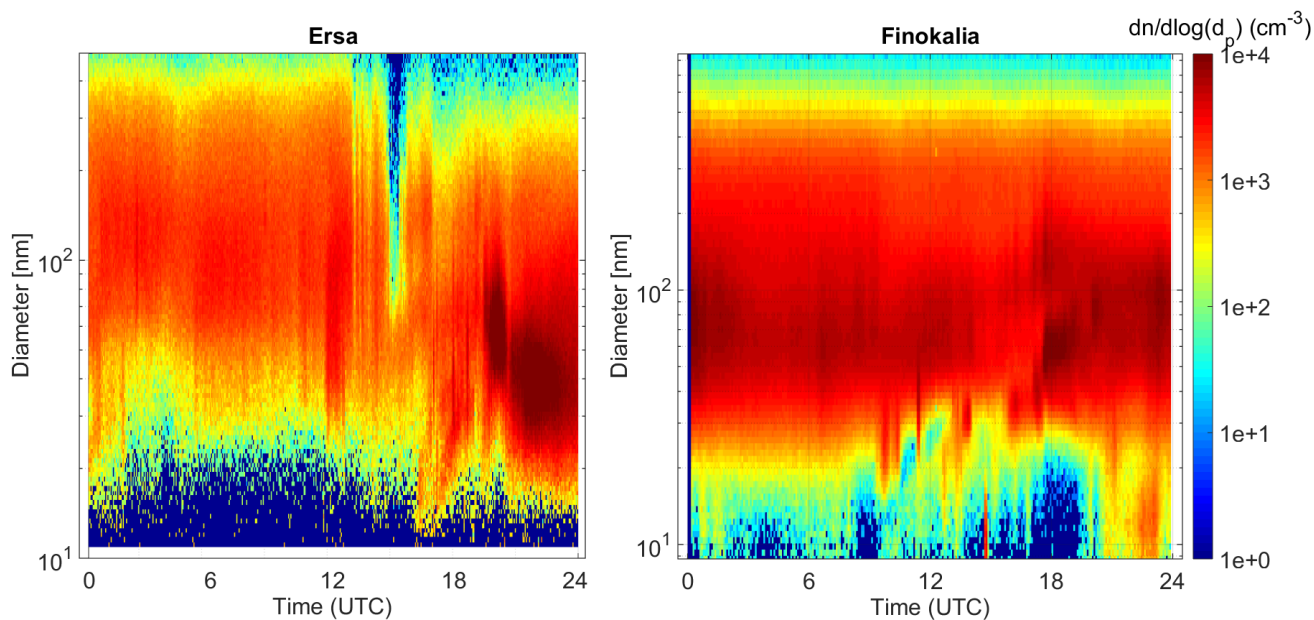 Ersa
Finokalia
dn/dlog(d_p) (cm^-3)
Diameter [nm]
10^2
10^1
0 6 12 18 24
Time (UTC)
Diameter [nm]
10^2
10^1
0 6 12 18 24
Time (UTC)
1e+4
1e+3
1e+2
1e+1
1e+0